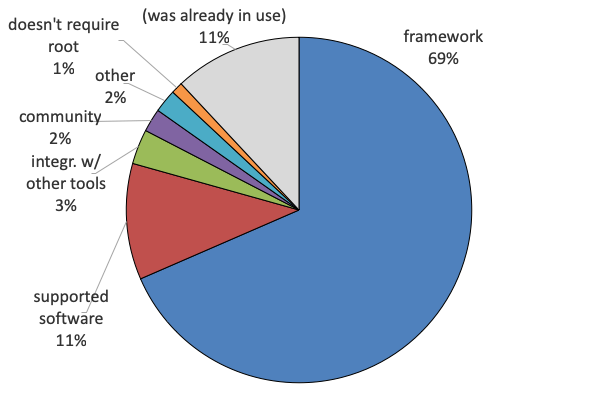 (was already in use)
11%
framework
69%
doesn't require
root
1%
other
2%
community
2%
integr. w/
other tools
3%
supported
software
11%